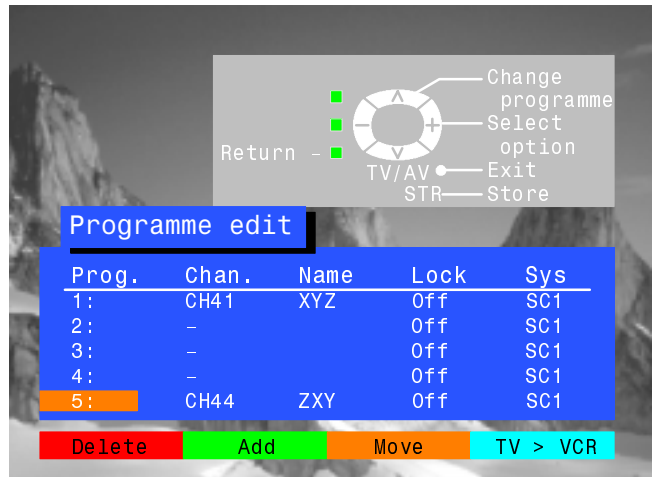 Change
programme
Select
option
Return –
TV/AV
Exit
STR
Store
Programme edit
Prog. Chan. Name Lock Sys
1: CH41 XYZ Off SC1
2: – Off SC1
3: – Off SC1
4: – Off SC1
5: CH44 ZXY Off SC1
Delete Add Move TV > VCR